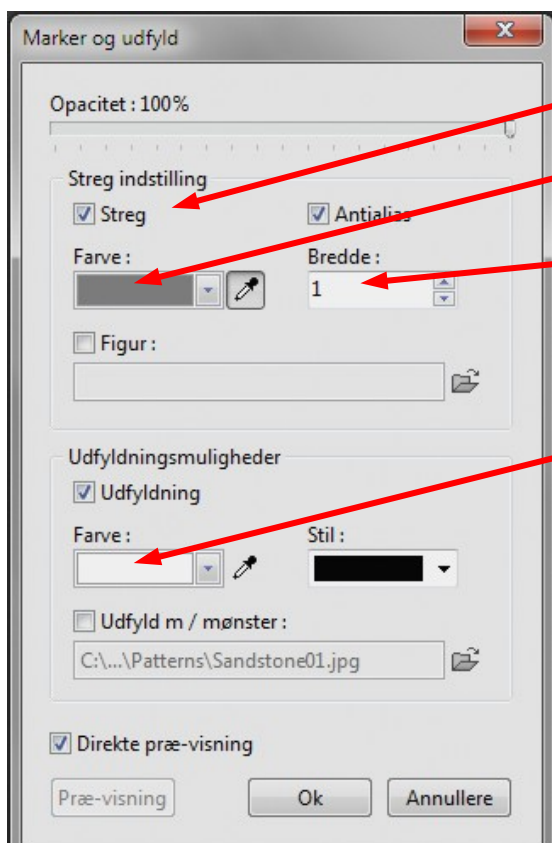 Marker og udfyld
Opacitet : 100%
Streg indstilling
Streg Antialias
Farve : Bredde :
1
Figur :
Udfyldningsmuligheder
Udfyldning
Farve : Stil :
Udfyld m / mønster :
C:\...\Patterns\Sandstone01.jpg
Direkte præ-visning
Præ-visning Ok Annullere